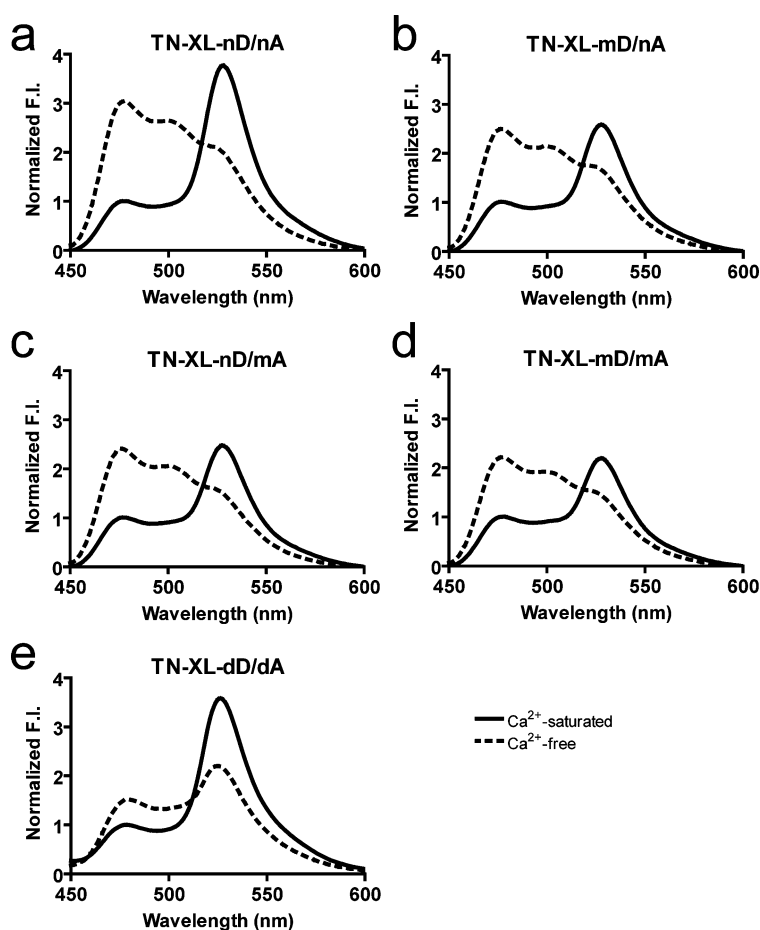 a
TN-XL-nD/nA
Normalized F.I.
4
3
2
1
0
450 500 550 600
Wavelength (nm)
b
TN-XL-mD/nA
Normalized F.I.
4
3
2
1
0
450 500 550 600
Wavelength (nm)
c
TN-XL-nD/mA
Normalized F.I.
4
3
2
1
0
450 500 550 600
Wavelength (nm)
d
TN-XL-mD/mA
Normalized F.I.
4
3
2
1
0
450 500 550 600
Wavelength (nm)
e
TN-XL-dD/dA
Normalized F.I.
4
3
2
1
0
450 500 550 600
Wavelength (nm)
Ca²⁺-saturated
Ca²⁺-free